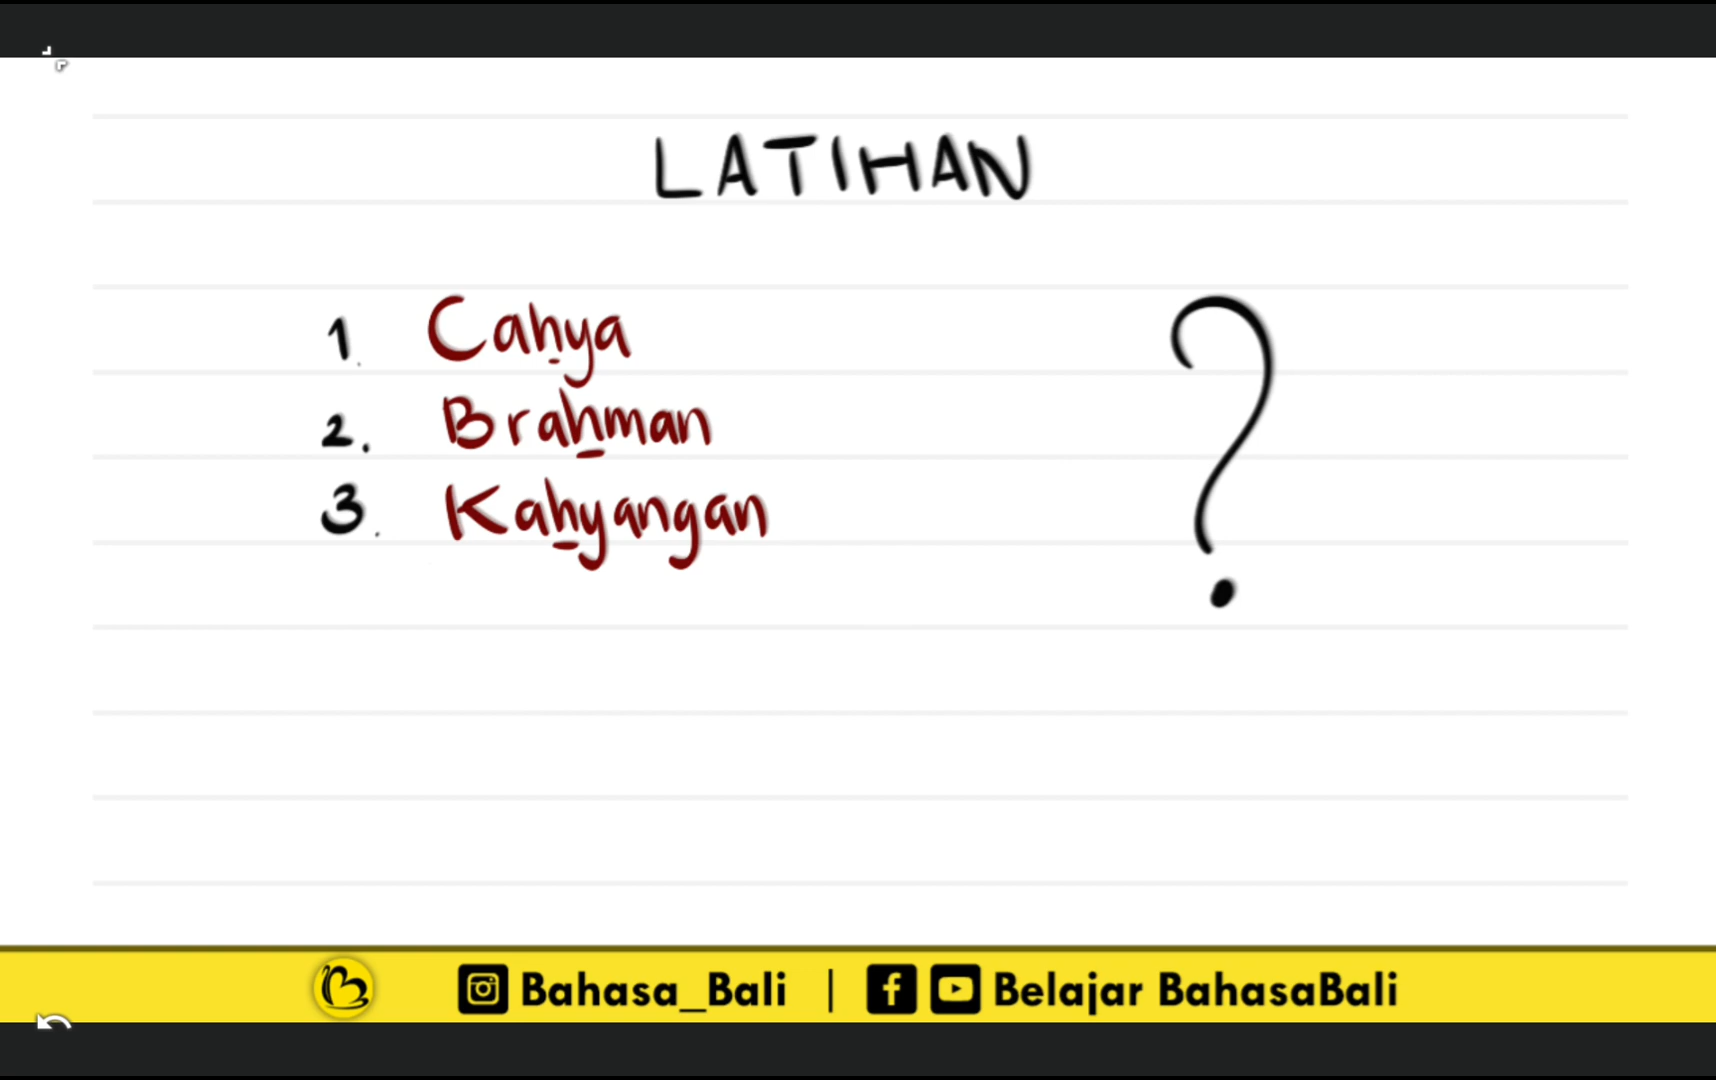 LATIHAN
1. Cahya
2. Brahman
3. Kahyangan
?
Bahasa_Bali | Belajar BahasaBali